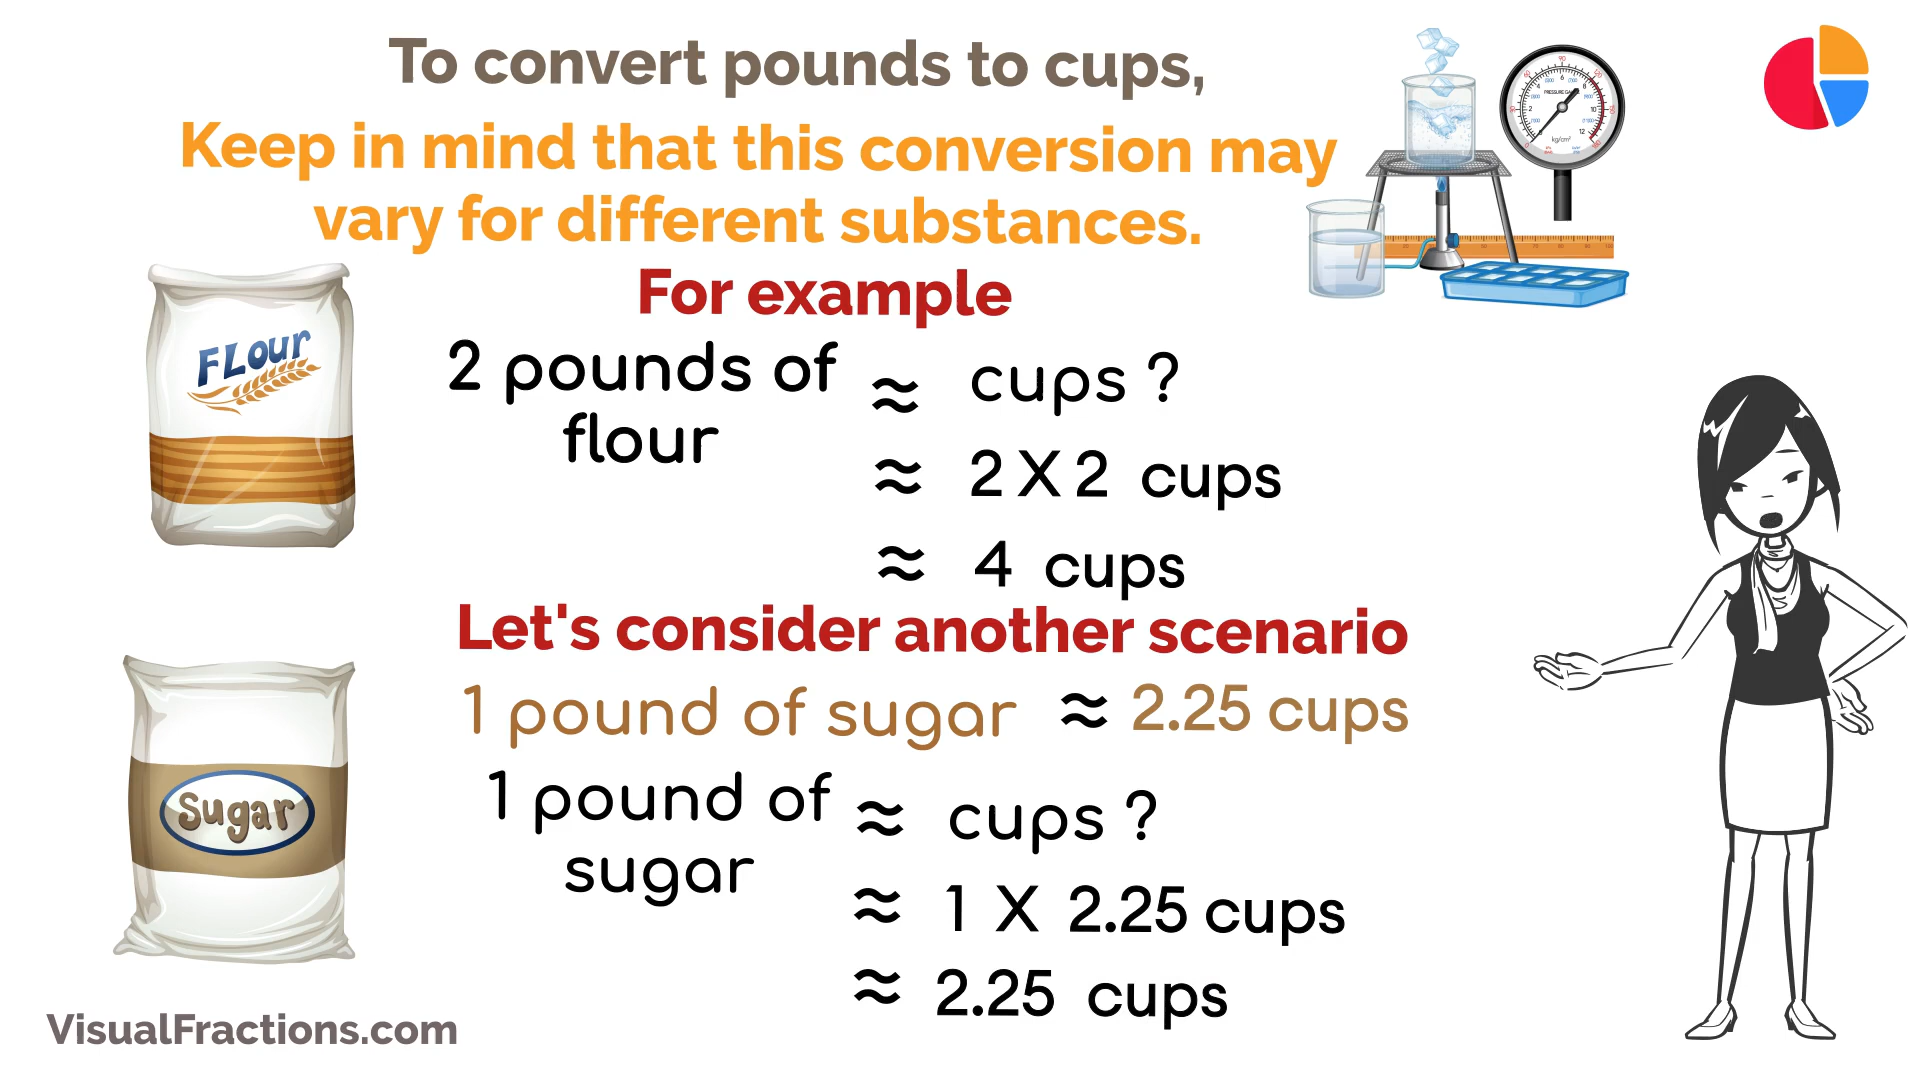 To convert pounds to cups,
Keep in mind that this conversion may
vary for different substances.
For example
FLour
2 pounds of ≈ cups ?
flour
≈ 2 X 2 cups
≈ 4 cups
Let's consider another scenario
1 pound of sugar ≈ 2.25 cups
1 pound of ≈ cups ?
sugar
Sugar
≈ 1 X 2.25 cups
≈ 2.25 cups
VisualFractions.com
kg/cm²